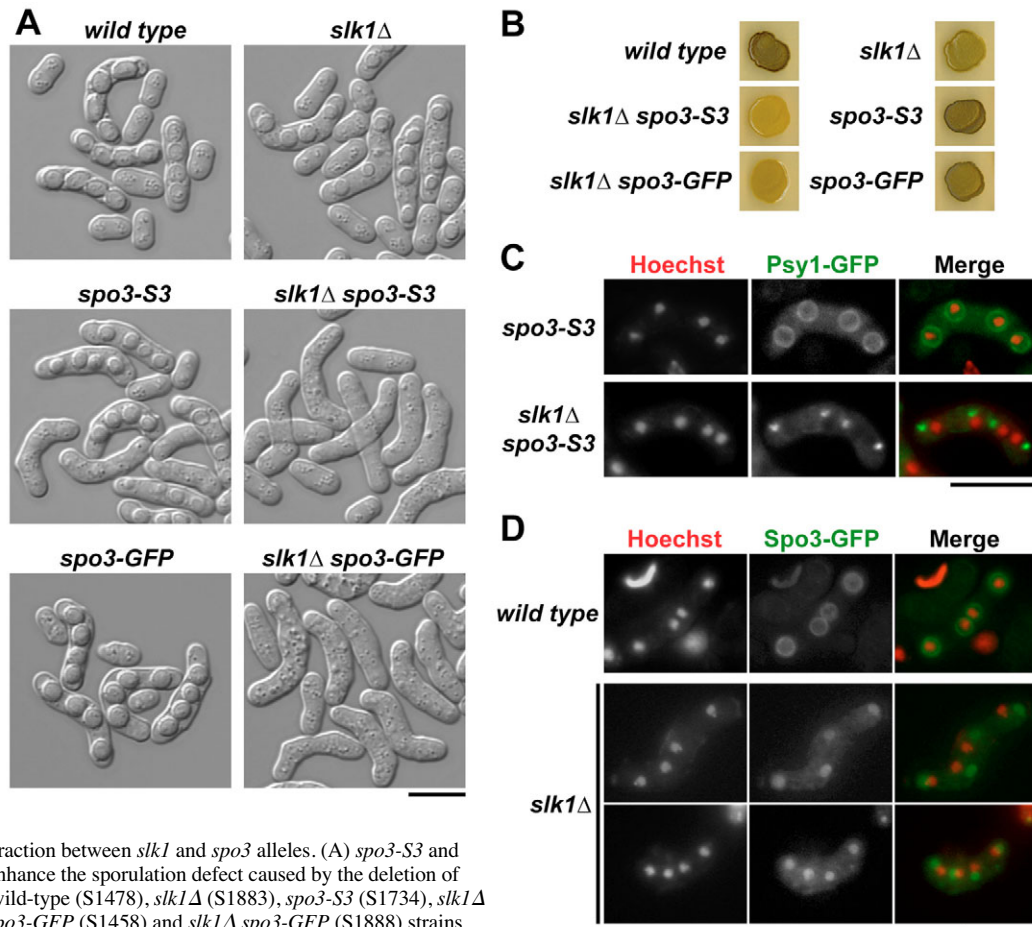 A
wild type
slk1Δ
spo3-S3
slk1Δ spo3-S3
spo3-GFP
slk1Δ spo3-GFP
raction between slk1 and spo3 alleles. (A) spo3-S3 and
nhance the sporulation defect caused by the deletion of
wild-type (S1478), slk1Δ (S1883), spo3-S3 (S1734), slk1Δ
po3-GFP (S1458) and slk1Δ spo3-GFP (S1888) strains
B
wild type
slk1Δ
slk1Δ spo3-S3
spo3-S3
slk1Δ spo3-GFP
spo3-GFP
C
Hoechst
Psy1-GFP
Merge
spo3-S3
slk1Δ
spo3-S3
D
Hoechst
Spo3-GFP
Merge
wild type
slk1Δ